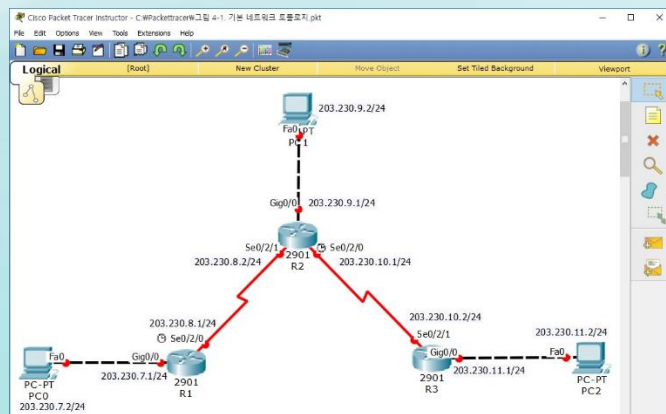 Cisco Packet Tracer Instructor - C:₩Packettracer₩그림 4-1. 기본 네트워크 토폴로지.pkt
File Edit Options View Tools Extensions Help
Logical [Root] New Cluster Move Object Set Tiled Background Viewport
203.230.9.2/24
Fa0
PC1
Gig0/0
203.230.9.1/24
Se0/2/1
Se0/2/0
2901
R2
203.230.8.2/24
203.230.10.1/24
203.230.8.1/24
Se0/2/0
203.230.10.2/24
Se0/2/1
203.230.11.2/24
Fa0
Gig0/0
Gig0/0
Fa0
PC-PT
PC0
203.230.7.1/24
2901
R1
2901
R3
203.230.11.1/24
PC-PT
PC2
203.230.7.2/24